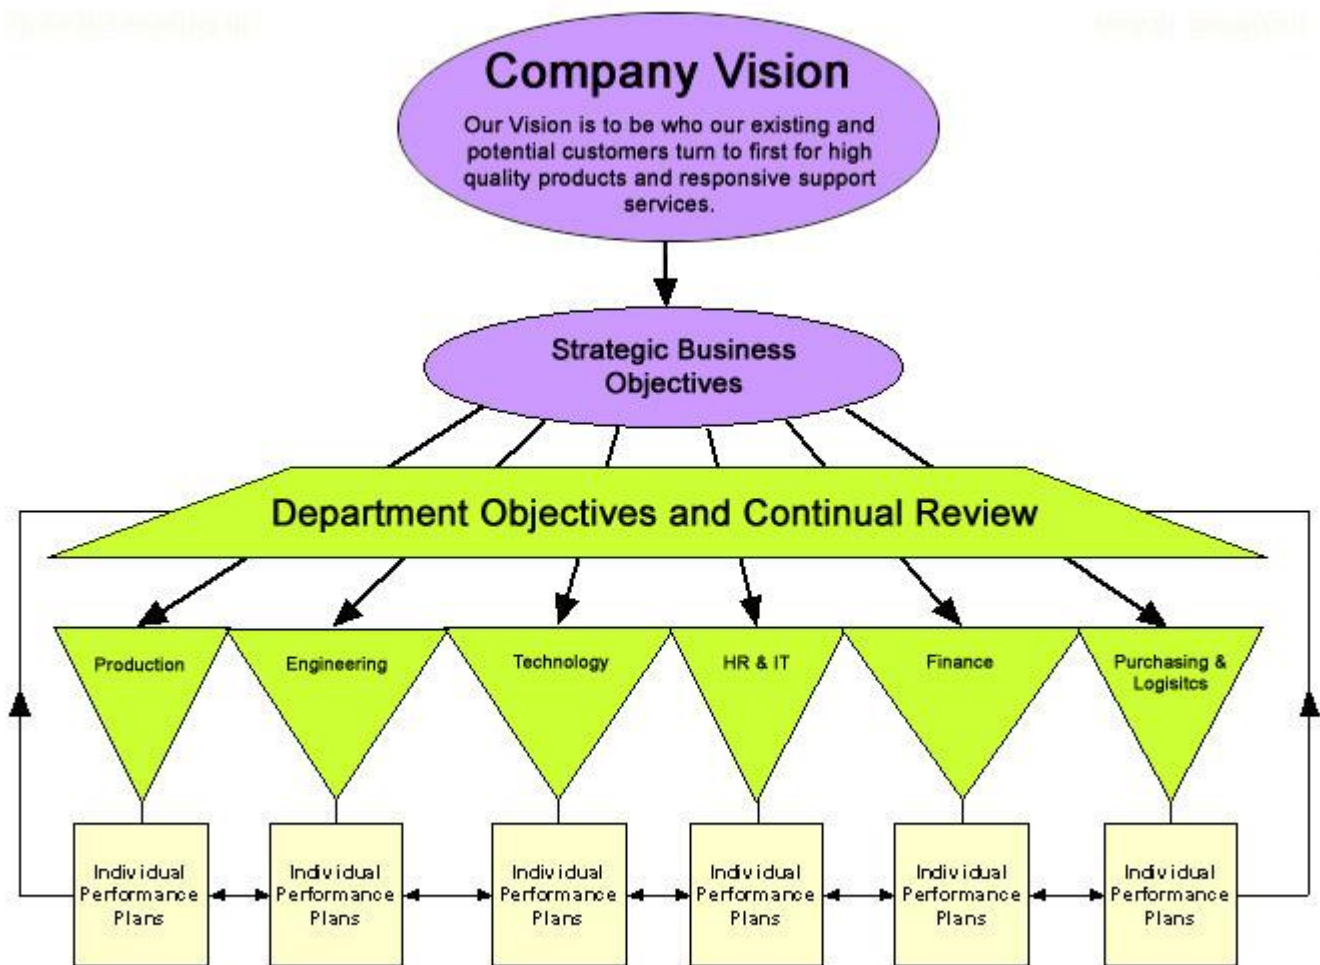 Company Vision
Our Vision is to be who our existing and
potential customers turn to first for high
quality products and responsive support
services.
Strategic Business
Objectives
Department Objectives and Continual Review
Production
Engineering
Technology
HR & IT
Finance
Purchasing &
Logisitcs
Individual
Performance
Plans
Individual
Performance
Plans
Individual
Performance
Plans
Individual
Performance
Plans
Individual
Performance
Plans
Individual
Performance
Plans